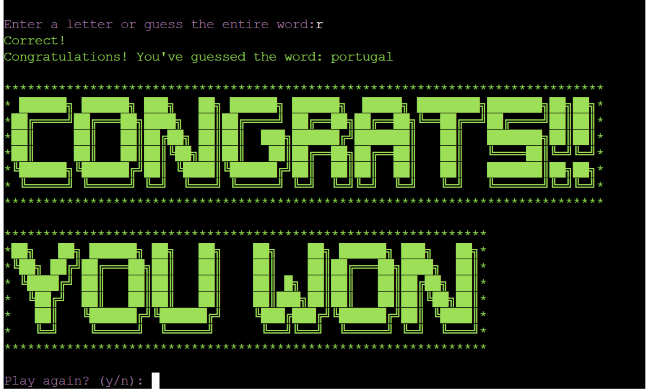 Enter a letter or guess the entire word:r
Correct!
Congratulations! You've guessed the word: portugal
CONGRATS!!
YOU WON
Play again? (y/n):